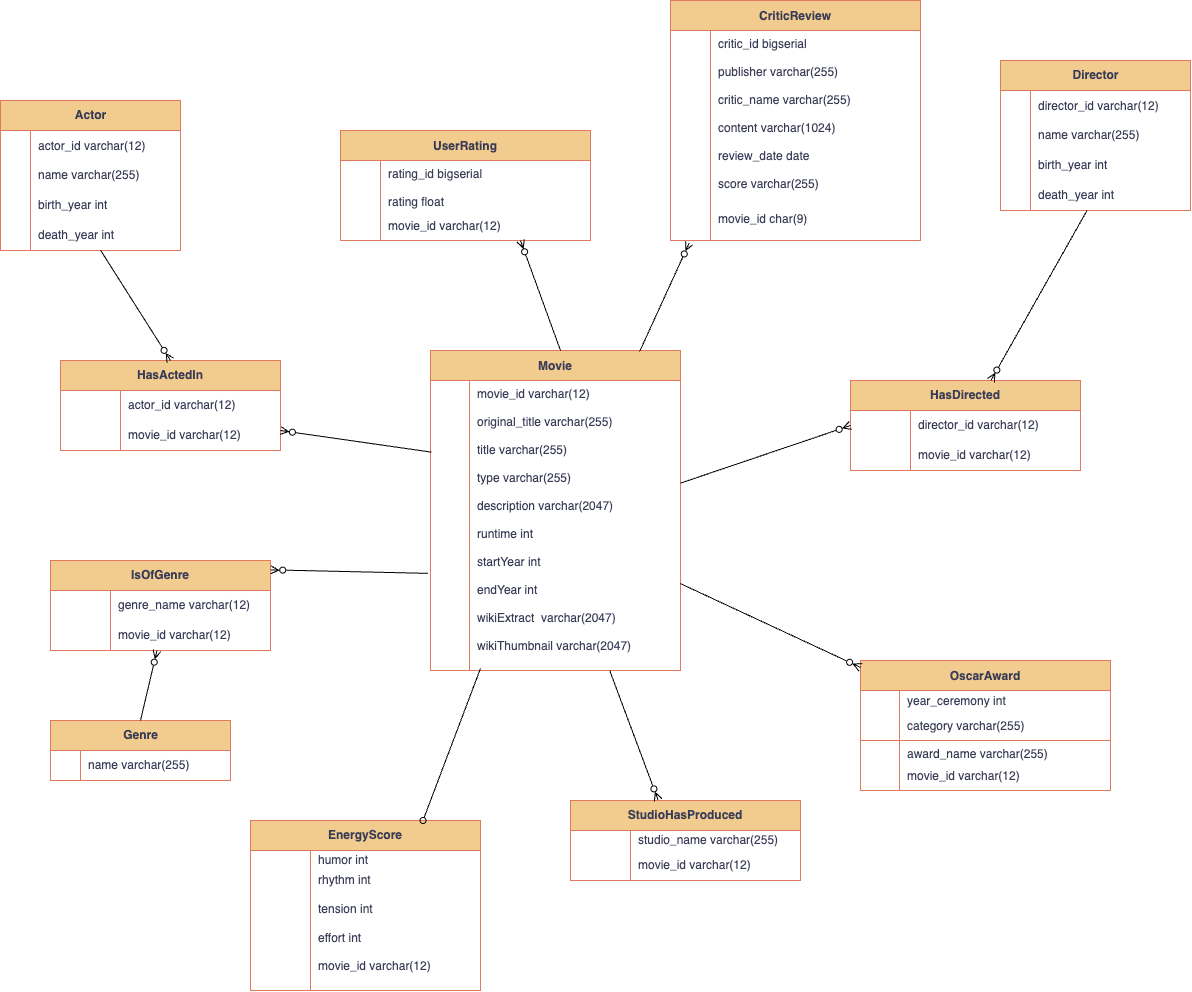 CriticReview
critic_id bigserial
publisher varchar(255)
critic_name varchar(255)
content varchar(1024)
review_date date
score varchar(255)
movie_id char(9)
Director
director_id varchar(12)
name varchar(255)
birth_year int
death_year int
Actor
actor_id varchar(12)
name varchar(255)
birth_year int
death_year int
UserRating
rating_id bigserial
rating float
movie_id varchar(12)
Movie
movie_id varchar(12)
original_title varchar(255)
title varchar(255)
type varchar(255)
description varchar(2047)
runtime int
startYear int
endYear int
wikiExtract  varchar(2047)
wikiThumbnail varchar(2047)
HasActedIn
actor_id varchar(12)
movie_id varchar(12)
HasDirected
director_id varchar(12)
movie_id varchar(12)
IsOfGenre
genre_name varchar(12)
movie_id varchar(12)
Genre
name varchar(255)
OscarAward
year_ceremony int
category varchar(255)
award_name varchar(255)
movie_id varchar(12)
EnergyScore
humor int
rhythm int
tension int
effort int
movie_id varchar(12)
StudioHasProduced
studio_name varchar(255)
movie_id varchar(12)